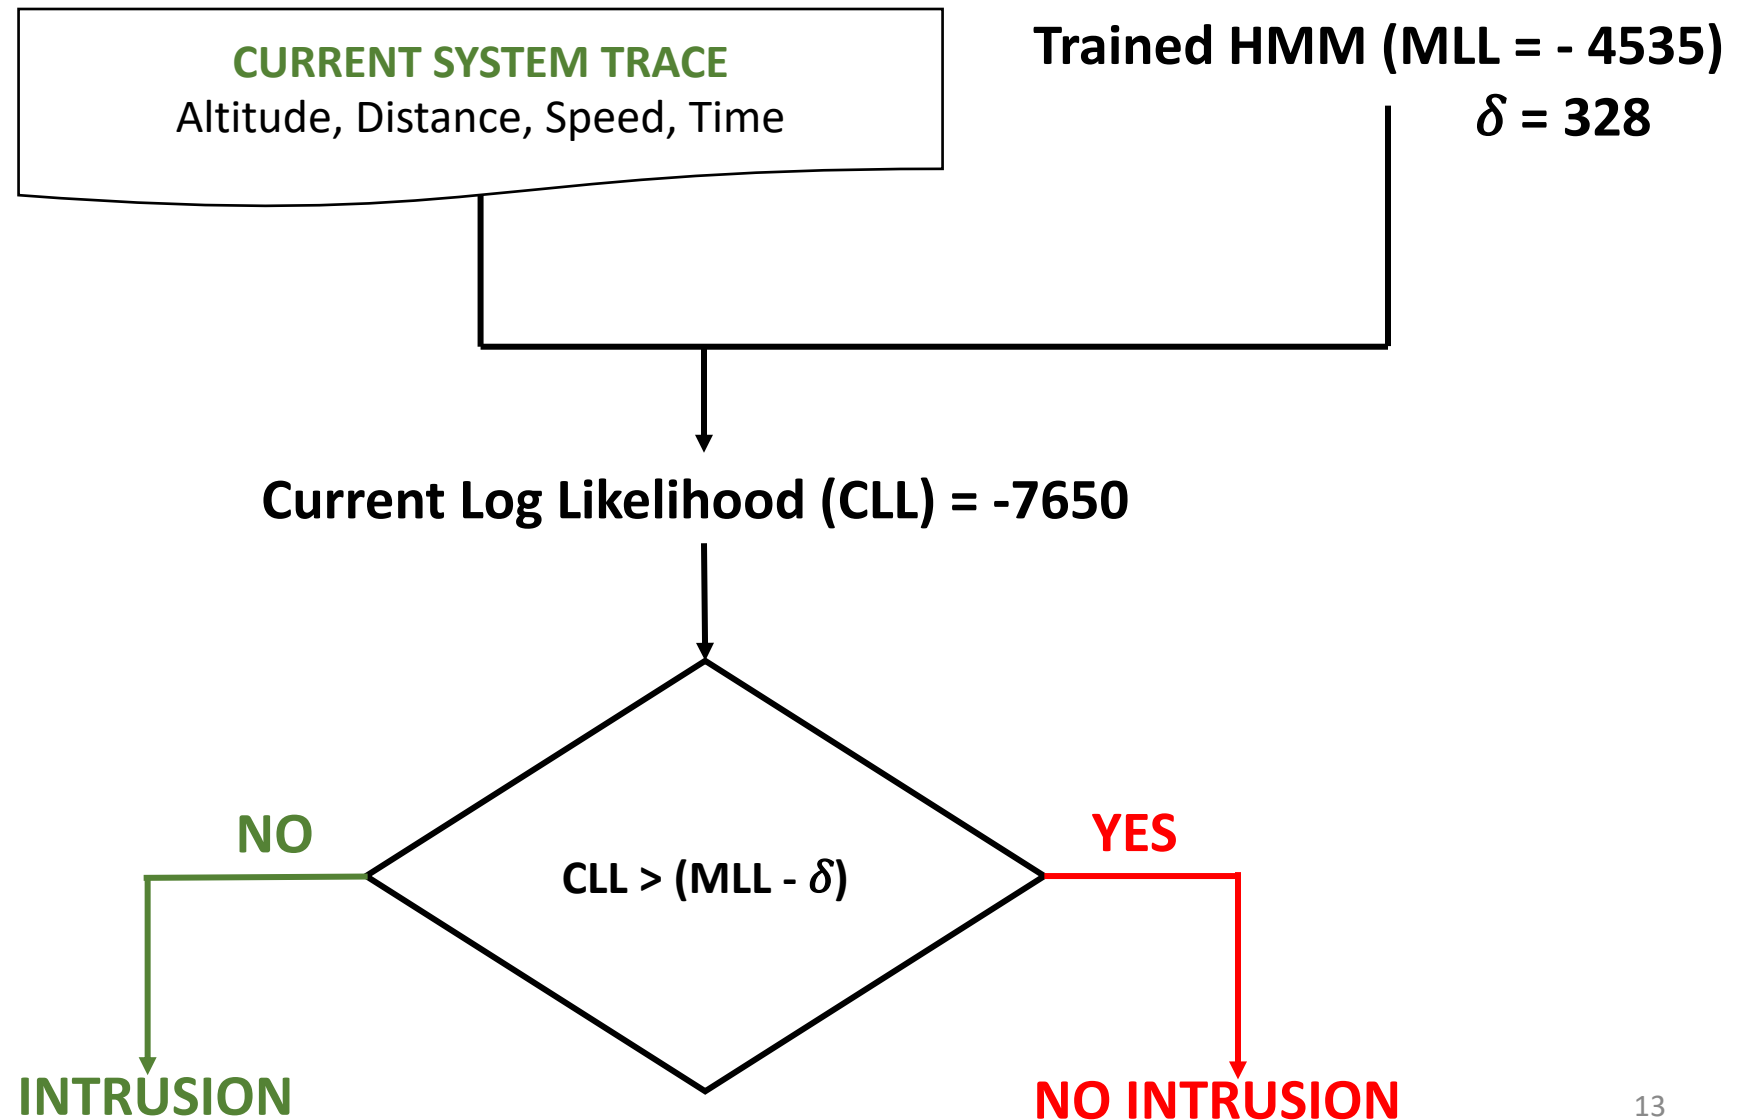 CURRENT SYSTEM TRACE
Altitude, Distance, Speed, Time
Trained HMM (MLL = - 4535)
𝜹 = 328
Current Log Likelihood (CLL) = -7650
NO
YES
CLL > (MLL - 𝜹)
INTRUSION
NO INTRUSION
13